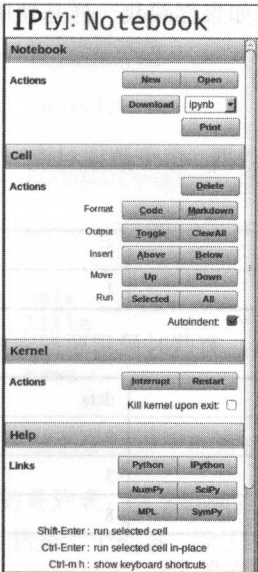 IP[y]: Notebook
Notebook
Actions New Open
Download ipynb
Print
Cell
Actions Delete
Format Code Markdown
Output Toggle ClearAll
Insert Above Below
Move Up Down
Run Selected All
Autoindent:
Kernel
Actions Interrupt Restart
Kill kernel upon exit:
Help
Links Python IPython
NumPy SciPy
MPL SymPy
Shift-Enter : run selected cell
Ctrl-Enter : run selected cell in-place
Ctrl-m h : show keyboard shortcuts